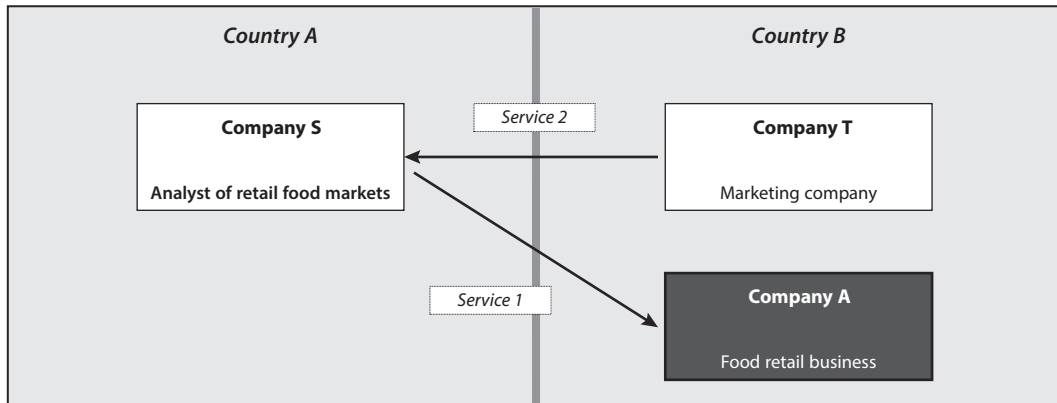 Country A
Country B
Service 2
Company S
Analyst of retail food markets
Company T
Marketing company
Service 1
Company A
Food retail business